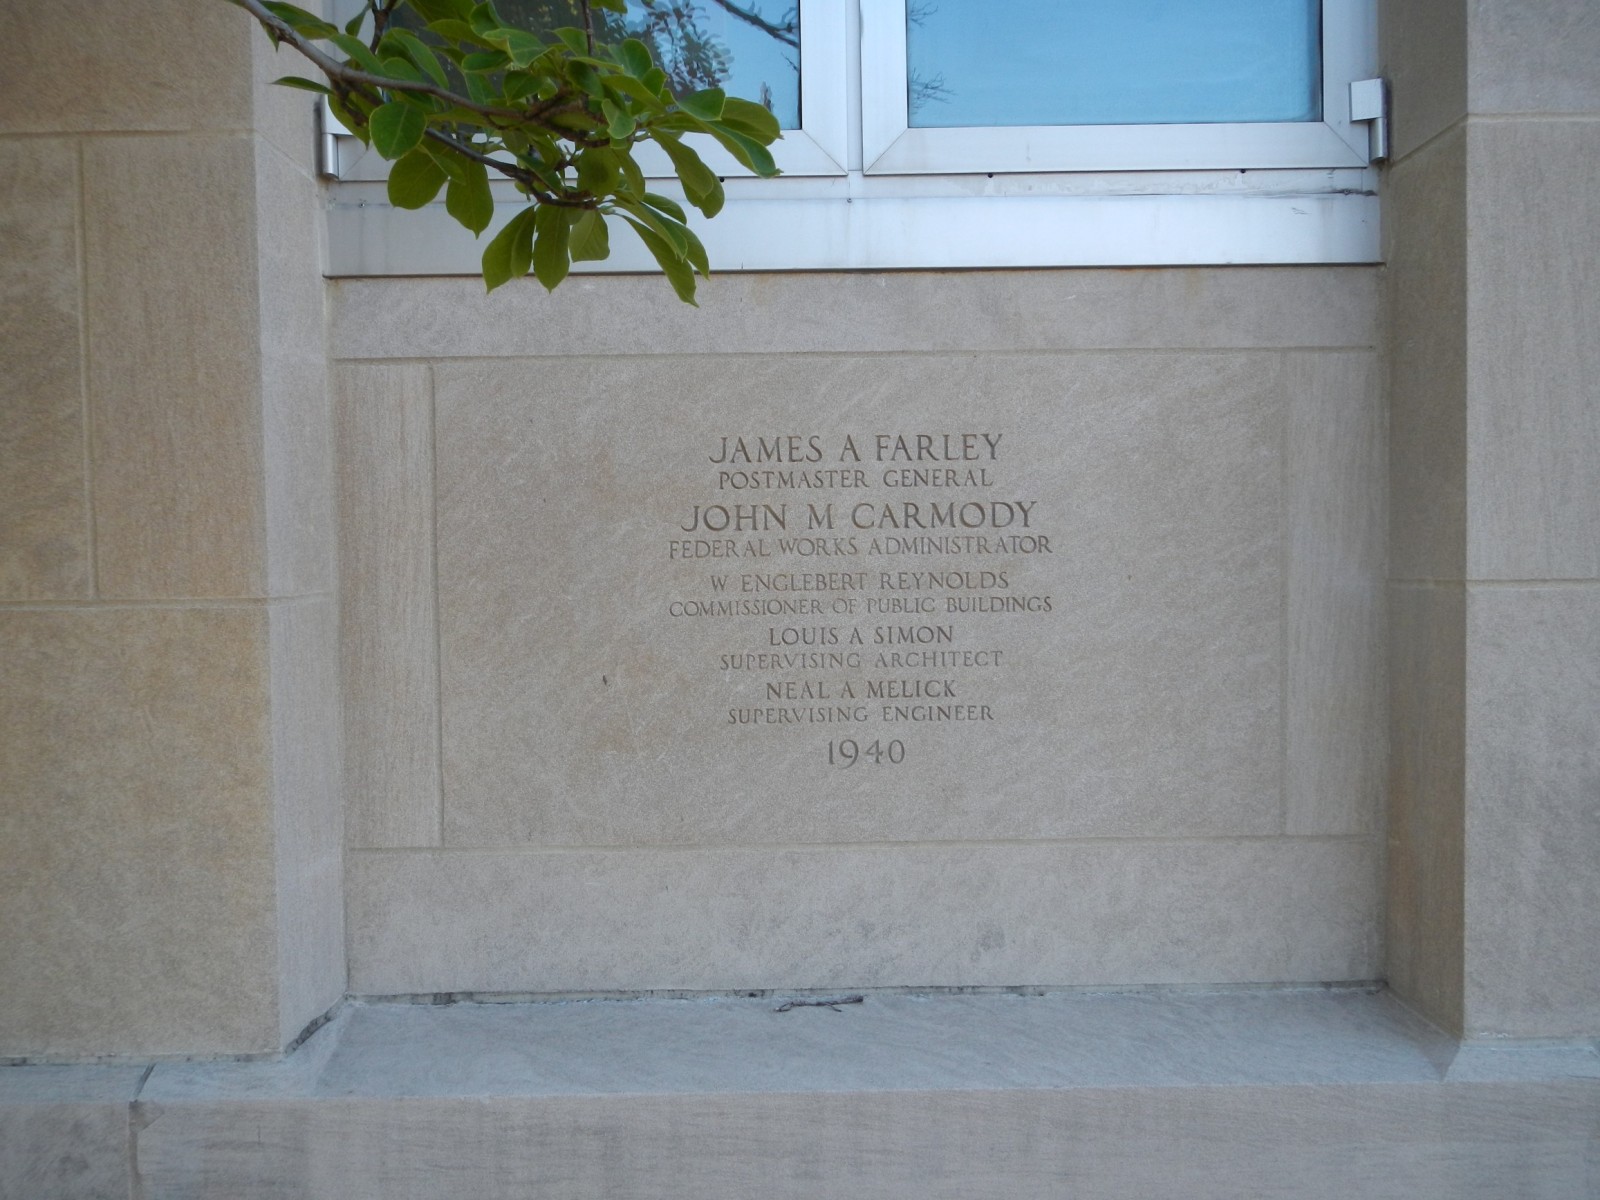 JAMES A FARLEY
POSTMASTER GENERAL
JOHN M CARMODY
FEDERAL WORKS ADMINISTRATOR
W ENGLEBERT REYNOLDS
COMMISSIONER OF PUBLIC BUILDINGS
LOUIS A SIMON
SUPERVISING ARCHITECT
NEAL A MELICK
SUPERVISING ENGINEER
1940